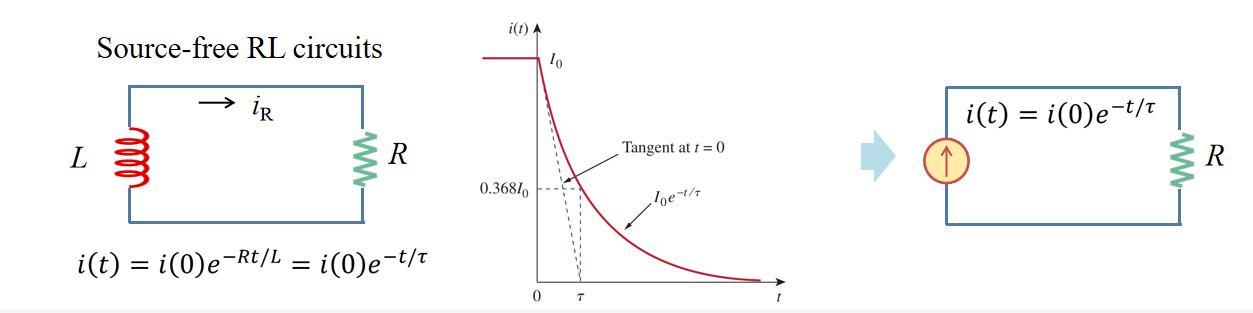 Source-free RL circuits
i_R
L
R
i(t) = i(0)e^{−Rt/L} = i(0)e^{−t/τ}
i(t)
I_0
Tangent at t = 0
0.368I_0
I_0e^{−t/τ}
0
τ
t
i(t) = i(0)e^{−t/τ}
R